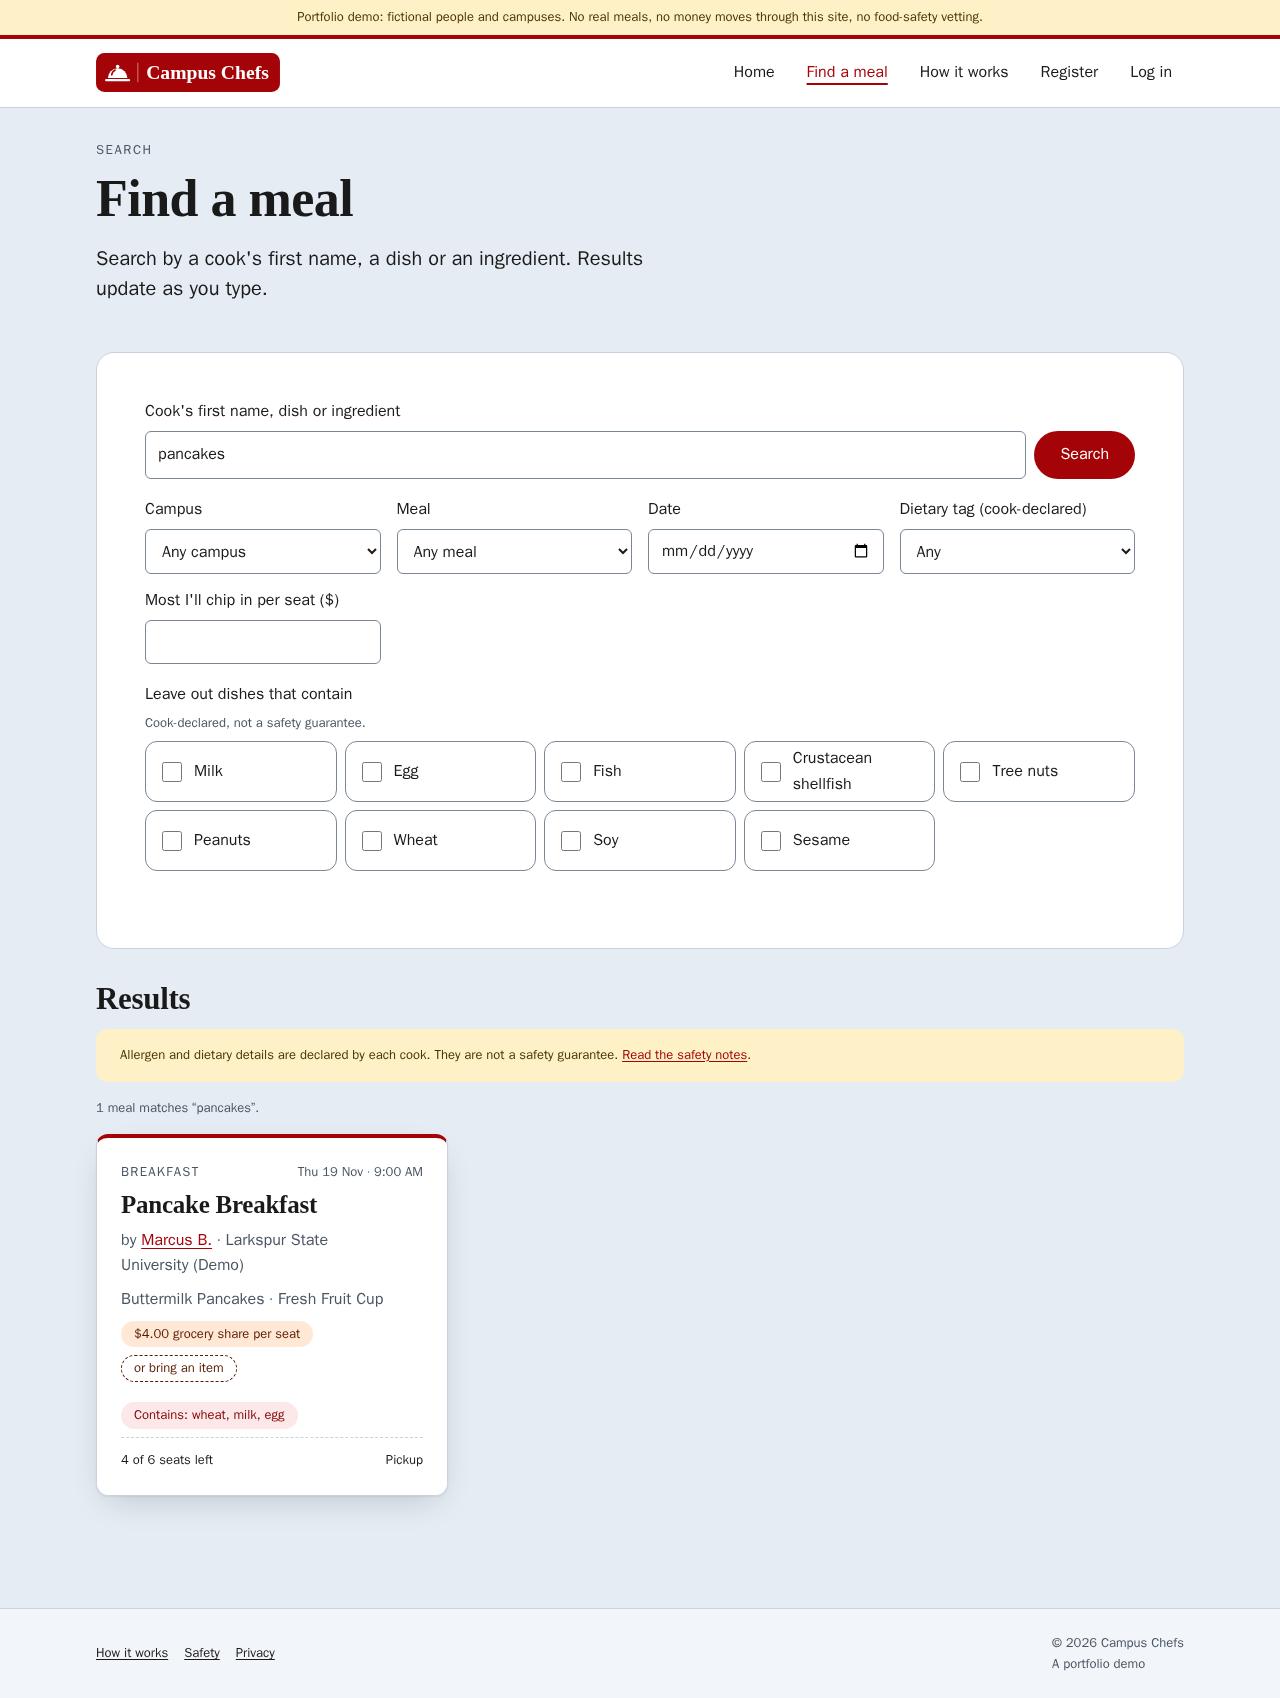 Portfolio demo: fictional people and campuses. No real meals, no money moves through this site, no food-safety vetting.
Campus Chefs
Home
Find a meal
How it works
Register
Log in
SEARCH
Find a meal
Search by a cook's first name, a dish or an ingredient. Results
update as you type.
Cook's first name, dish or ingredient
pancakes
Search
Campus
Meal
Date
Dietary tag (cook-declared)
Any campus
Any meal
mm/dd/yyyy
Any
Most I'll chip in per seat ($)
Leave out dishes that contain
Cook-declared, not a safety guarantee.
Milk
Egg
Fish
Crustacean
shellfish
Tree nuts
Peanuts
Wheat
Soy
Sesame
Results
Allergen and dietary details are declared by each cook. They are not a safety guarantee. Read the safety notes.
1 meal matches “pancakes”.
BREAKFAST
Thu 19 Nov · 9:00 AM
Pancake Breakfast
by Marcus B. · Larkspur State
University (Demo)
Buttermilk Pancakes · Fresh Fruit Cup
$4.00 grocery share per seat
or bring an item
Contains: wheat, milk, egg
4 of 6 seats left
Pickup
How it works
Safety
Privacy
© 2026 Campus Chefs
A portfolio demo